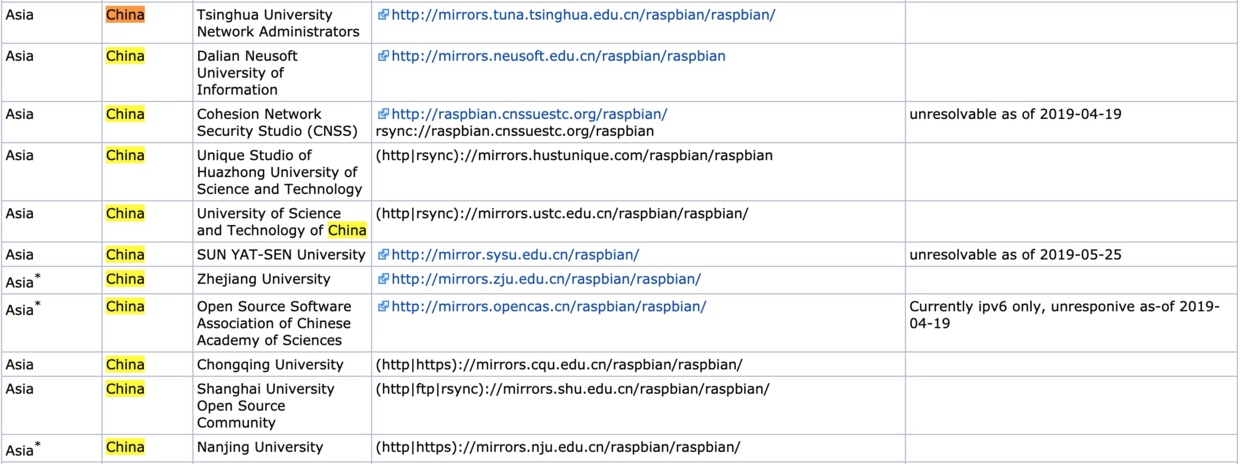 Asia China Tsinghua University http://mirrors.tuna.tsinghua.edu.cn/raspbian/raspbian/
Network Administrators
Asia China Dalian Neusoft http://mirrors.neusoft.edu.cn/raspbian/raspbian
University of
Information
Asia China Cohesion Network http://raspbian.cnssuestc.org/raspbian/ unresolvable as of 2019-04-19
Security Studio (CNSS) rsync://raspbian.cnssuestc.org/raspbian
Asia China Unique Studio of (http|rsync)://mirrors.hustunique.com/raspbian/raspbian
Huazhong University of
Science and Technology
Asia China University of Science (http|rsync)://mirrors.ustc.edu.cn/raspbian/raspbian/
and Technology of China
Asia China SUN YAT-SEN University http://mirror.sysu.edu.cn/raspbian/ unresolvable as of 2019-05-25
Asia* China Zhejiang University http://mirrors.zju.edu.cn/raspbian/raspbian/
Asia* China Open Source Software http://mirrors.opencas.cn/raspbian/raspbian/ Currently ipv6 only, unresponive as-of 2019-
Association of Chinese 04-19
Academy of Sciences
Asia China Chongqing University (http|https)://mirrors.cqu.edu.cn/raspbian/raspbian/
Asia China Shanghai University (http|ftp|rsync)://mirrors.shu.edu.cn/raspbian/raspbian/
Open Source
Community
Asia* China Nanjing University (http|https)://mirrors.nju.edu.cn/raspbian/raspbian/